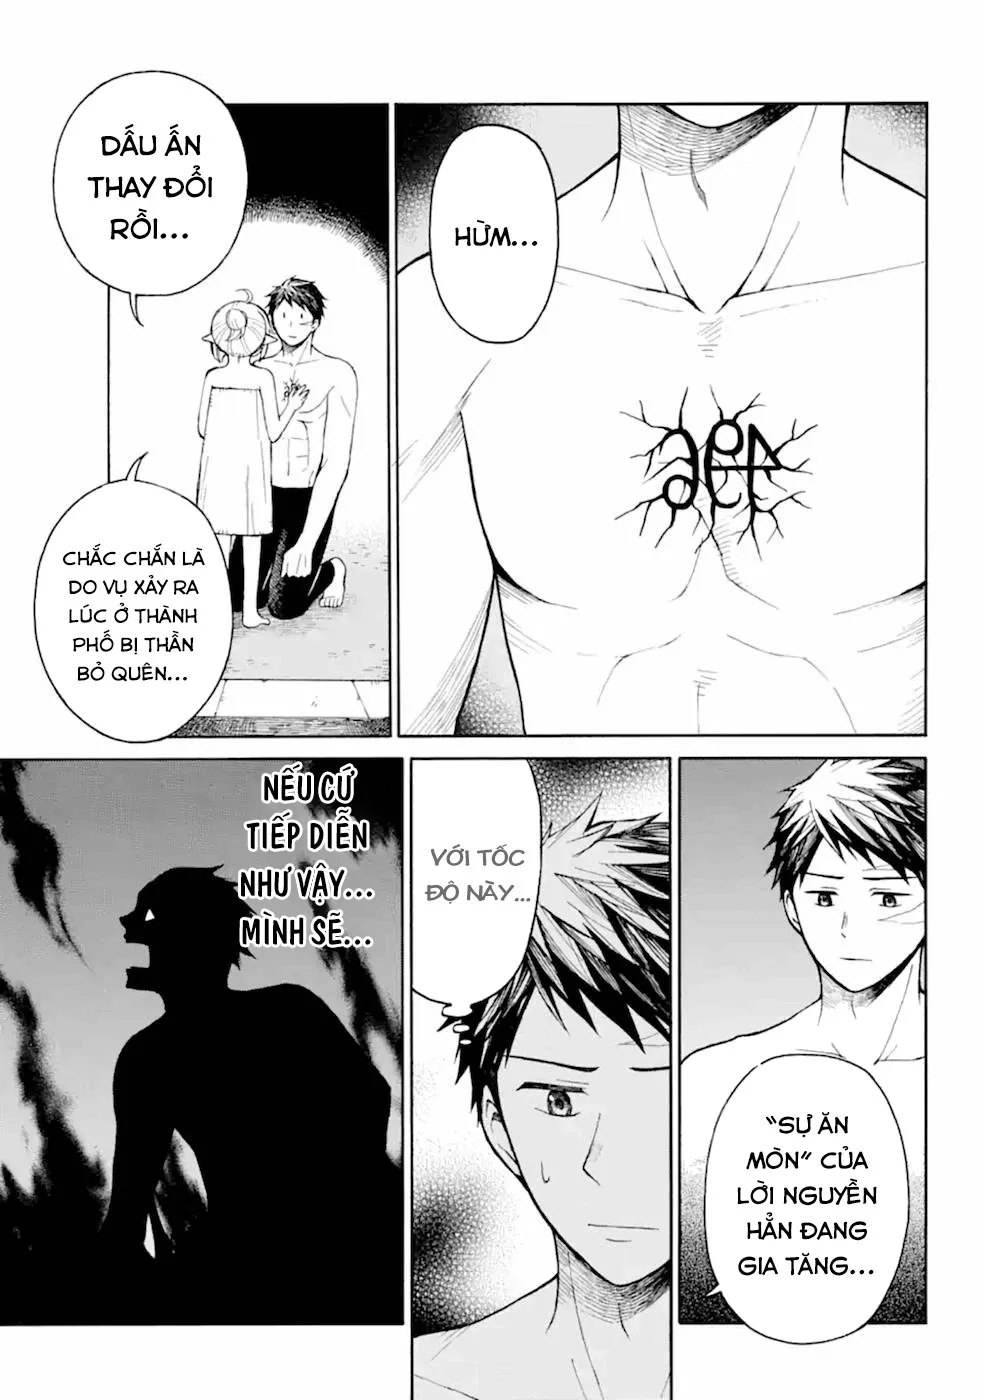 HỪM...
DẤU ẤN
THAY ĐỔI
RỒI...
CHẮC CHẮN LÀ
DO VỤ XẢY RA
LÚC Ở THÀNH
PHỐ BỊ THẦN
BỎ QUÊN...
"SỰ ĂN
MÒN" CỦA
LỜI NGUYỀN
HẲN ĐANG
GIA TĂNG...
VỚI TỐC
ĐỘ NÀY...
NẾU CỨ
TIẾP DIỄN
NHƯ VẬY...
MÌNH SẼ...